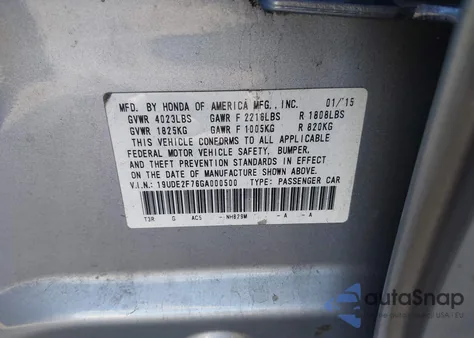 MFD. BY HONDA OF AMERICA MFG., INC. 01/15
GVWR 4023LBS GAWR F 2216LBS R 1808LBS
GVWR 1825KG GAWR F 1005KG R 820KG
THIS VEHICLE CONFORMS TO ALL APPLICABLE
FEDERAL MOTOR VEHICLE SAFETY, BUMPER,
AND THEFT PREVENTION STANDARDS IN EFFECT
ON THE DATE OF MANUFACTURE SHOWN ABOVE.
V.I.N.: 19UDE2F76GA000500 TYPE: PASSENGER CAR
T3R G AC5 - NH829M - A - A
autoSnap
USA | EU